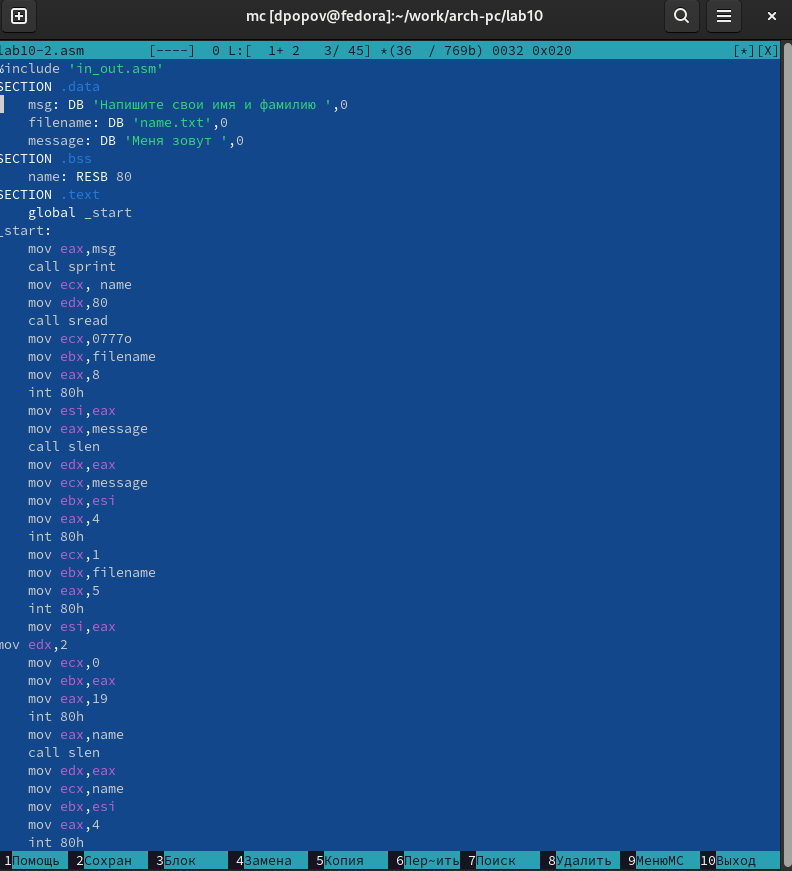 mc [dpopov@fedora]:~/work/arch-pc/lab10
lab10-2.asm        [----]  0 L:[  1+ 2   3/ 45] *(36  / 769b) 0032 0x020                    [*][X]
%include 'in_out.asm'
SECTION .data
    msg: DB 'Напишите свои имя и фамилию ',0
    filename: DB 'name.txt',0
    message: DB 'Меня зовут ',0
SECTION .bss
    name: RESB 80
SECTION .text
    global _start
_start:
    mov eax,msg
    call sprint
    mov ecx, name
    mov edx,80
    call sread
    mov ecx,0777o
    mov ebx,filename
    mov eax,8
    int 80h
    mov esi,eax
    mov eax,message
    call slen
    mov edx,eax
    mov ecx,message
    mov ebx,esi
    mov eax,4
    int 80h
    mov ecx,1
    mov ebx,filename
    mov eax,5
    int 80h
    mov esi,eax
mov edx,2
    mov ecx,0
    mov ebx,eax
    mov eax,19
    int 80h
    mov eax,name
    call slen
    mov edx,eax
    mov ecx,name
    mov ebx,esi
    mov eax,4
    int 80h
1Помощь 2Сохран 3Блок 4Замена 5Копия 6Пер~ить 7Поиск 8Удалить 9МенюМС 10Выход